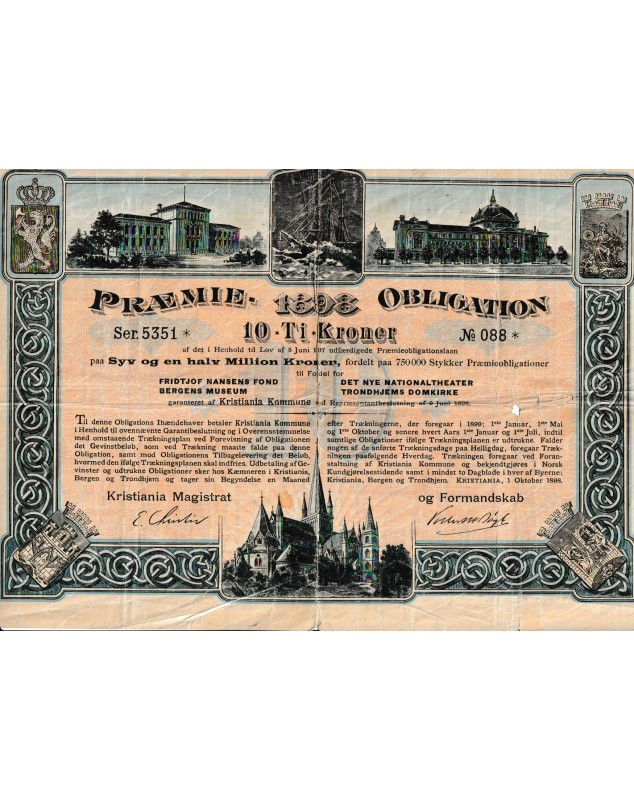 PRÆMIE- 1898 OBLIGATION
Ser. 5351 * 10 · Ti · Kroner № 088 *
af det i Henhold til Lov af 5 Juni 1897 udfærdigede Præmieobligationslaan
paa Syv og en halv Million Kroner, fordelt paa 750 000 Stykker Præmieobligationer
til Fodel for
FRIDTJOF NANSENS FOND DET NYE NATIONALTHEATER
BERGENS MUSEUM TRONDHJEMS DOMKIRKE
garanteret af Kristiania Kommune ved Repræsentantbeslutning af 9 Juni 1898.
Til denne Obligations Ihændehaver betaler Kristiania Kommune
i Henhold til ovennævnte Garantibeslutning og i Overensstemmelse
med omstaaende Trækningsplan ved Forevisning af Obligationen
det Gevinstbeløb, som ved Trækning maatte falde paa denne
Obligation, samt mod Obligationens Tilbagelevering det Beløb,
hvormed den ifølge Trækningsplanen skal indfries. Udbetaling af Ge-
vinster og udtrukne Obligationer sker hos Kæmneren i Kristiania,
Bergen og Trondhjem og tager sin Begyndelse en Maaned
efter Trækningerne, der foregaar i 1899: 1ste Januar, 1ste Mai
og 1ste Oktober og senere hvert Aars 1ste Januar og 1ste Juli, indtil
samtlige Obligationer ifølge Trækningsplanen er udtrukne. Falder
nogen af de anførte Trækningsdage paa Helligdag, foregaar Træk-
ningen paafølgende Hverdag. Trækningen foregaar ved Foran-
staltning af Kristiania Kommune og bekjendtgjøres i Norsk
Kundgjørelsestidende samt i mindst to Dagblade i hver af Byerne:
Kristiania, Bergen og Trondhjem. KRISTIANIA, 1 Oktober 1898.
Kristiania Magistrat og Formandskab